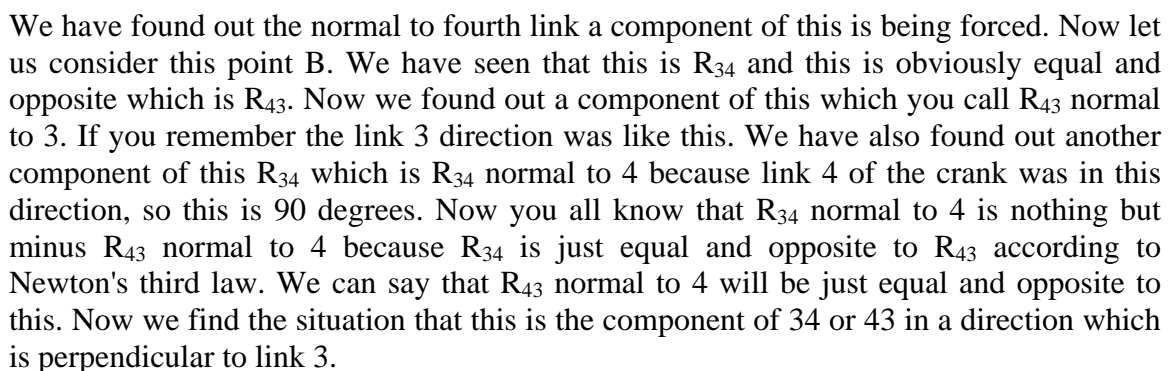 We have found out the normal to fourth link a component of this is being forced. Now let
us consider this point B. We have seen that this is R₃₄ and this is obviously equal and
opposite which is R₄₃. Now we found out a component of this which you call R₄₃ normal
to 3. If you remember the link 3 direction was like this. We have also found out another
component of this R₃₄ which is R₃₄ normal to 4 because link 4 of the crank was in this
direction, so this is 90 degrees. Now you all know that R₃₄ normal to 4 is nothing but
minus R₄₃ normal to 4 because R₃₄ is just equal and opposite to R₄₃ according to
Newton's third law. We can say that R₄₃ normal to 4 will be just equal and opposite to
this. Now we find the situation that this is the component of 34 or 43 in a direction which
is perpendicular to link 3.